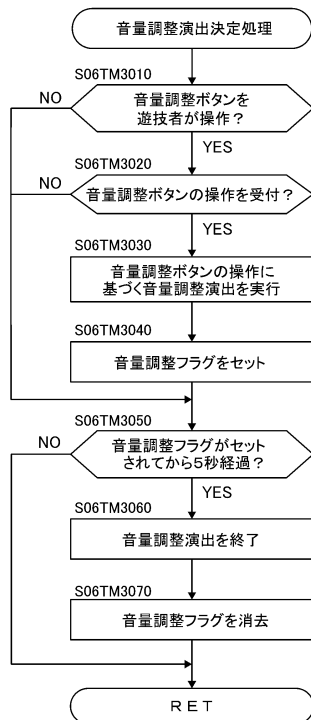 音量調整演出決定処理
S06TM3010
NO
音量調整ボタンを
遊技者が操作？
YES
S06TM3020
NO
音量調整ボタンの操作を受付？
YES
S06TM3030
音量調整ボタンの操作に
基づく音量調整演出を実行
S06TM3040
音量調整フラグをセット
S06TM3050
NO
音量調整フラグがセット
されてから5秒経過？
YES
S06TM3060
音量調整演出を終了
S06TM3070
音量調整フラグを消去
ＲＥＴ